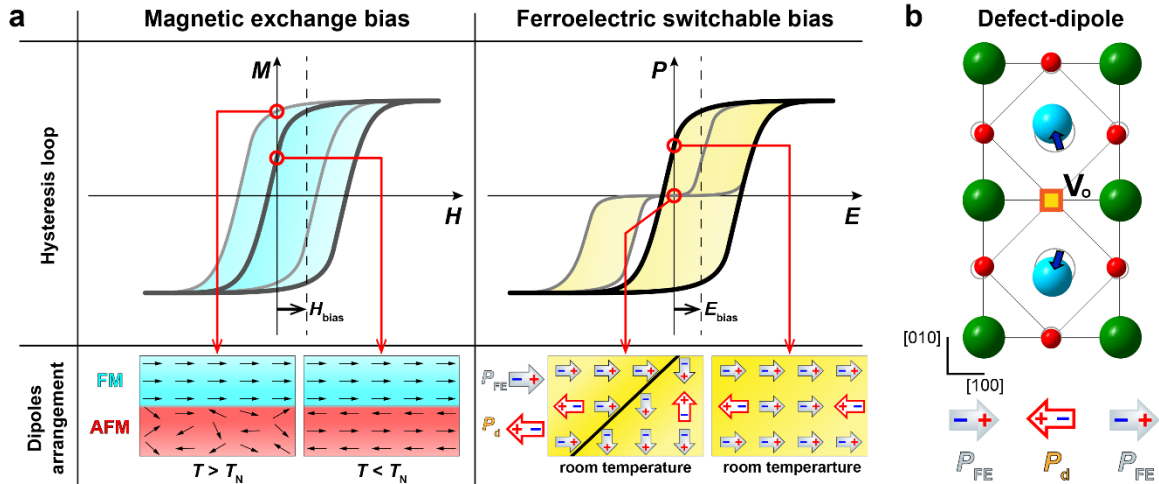 a
Magnetic exchange bias
Ferroelectric switchable bias
Hysteresis loop
M
H
H bias
P
E
E bias
Dipoles arrangement
FM
AFM
T > T N
T < T N
P FE
P d
room temperature
room temperarture
b
Defect-dipole
V o
[010]
[100]
P FE
P d
P FE